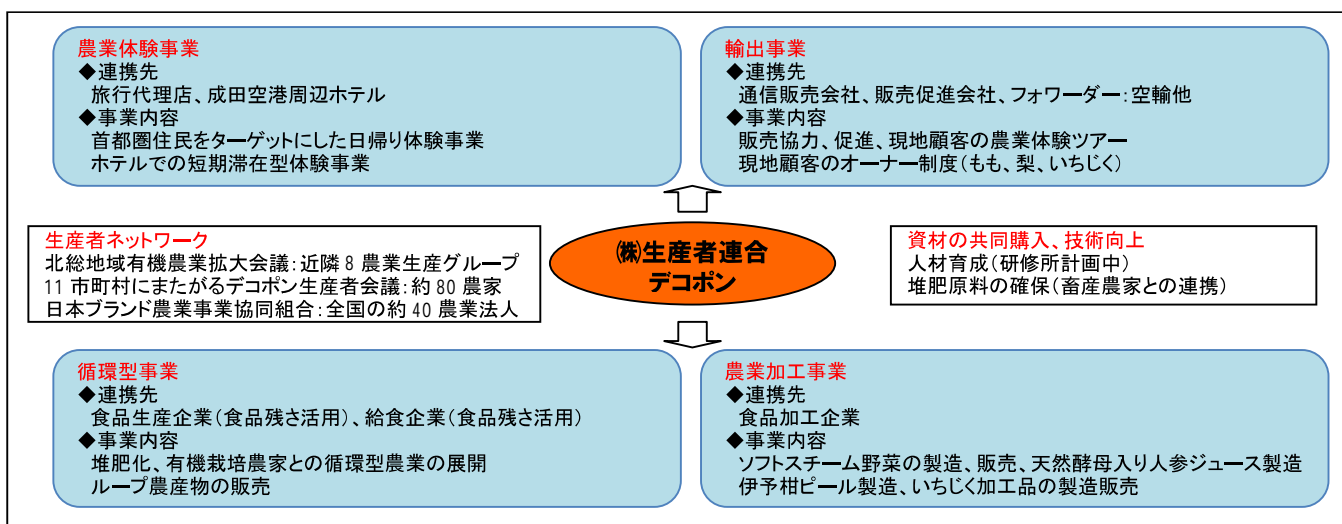 農業体験事業
◆連携先
旅行代理店、成田空港周辺ホテル
◆事業内容
首都圏住民をターゲットにした日帰り体験事業
ホテルでの短期滞在型体験事業
輸出事業
◆連携先
通信販売会社、販売促進会社、フォワーダー：空輸他
◆事業内容
販売協力、促進、現地顧客の農業体験ツアー
現地顧客のオーナー制度（もも、梨、いちじく）
生産者ネットワーク
北総地域有機農業拡大会議：近隣8農業生産グループ
11市町村にまたがるデコポン生産者会議：約80農家
日本ブランド農業事業協同組合：全国の約40農業法人
㈱生産者連合
デコポン
資材の共同購入、技術向上
人材育成（研修所計画中）
堆肥原料の確保（畜産農家との連携）
循環型事業
◆連携先
食品生産企業（食品残さ活用）、給食企業（食品残さ活用）
◆事業内容
堆肥化、有機栽培農家との循環型農業の展開
ループ農産物の販売
農業加工事業
◆連携先
食品加工企業
◆事業内容
ソフトスチーム野菜の製造、販売、天然酵母入り人参ジュース製造
伊予柑ピール製造、いちじく加工品の製造販売